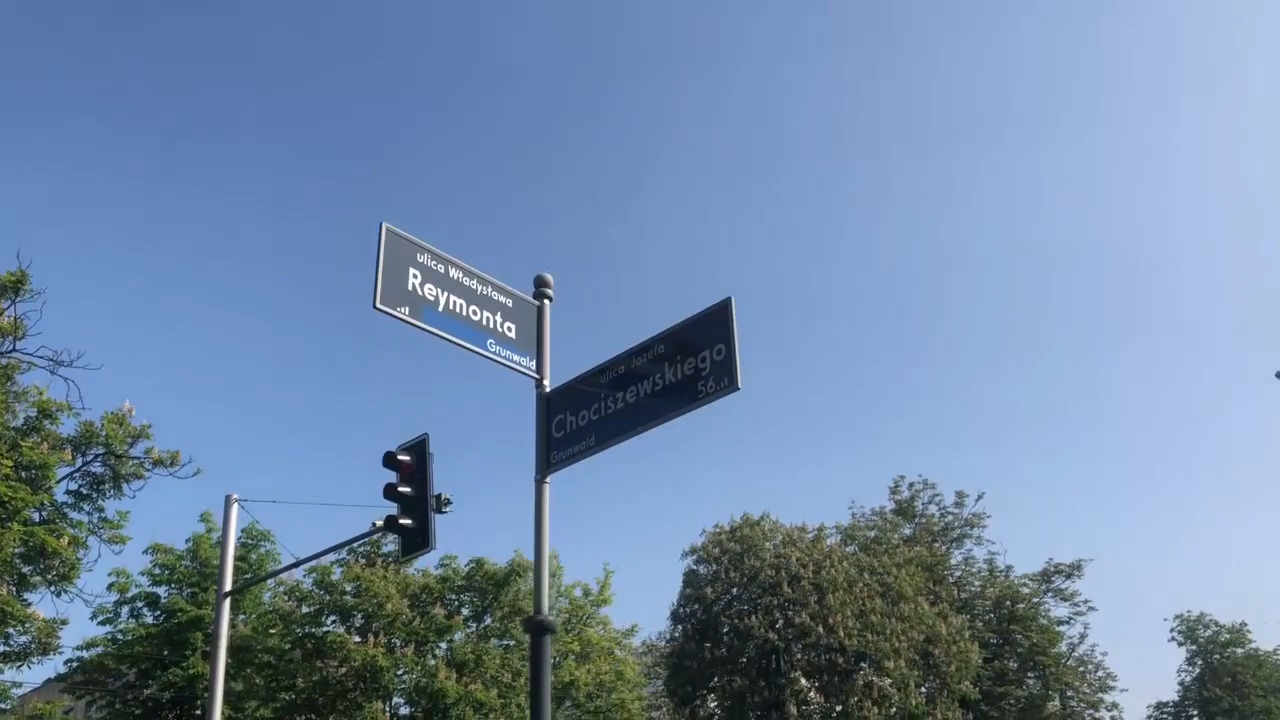 ulica Władysława
Reymonta
Grunwald
ulica Józefa
Chociszewskiego
56
Grunwald